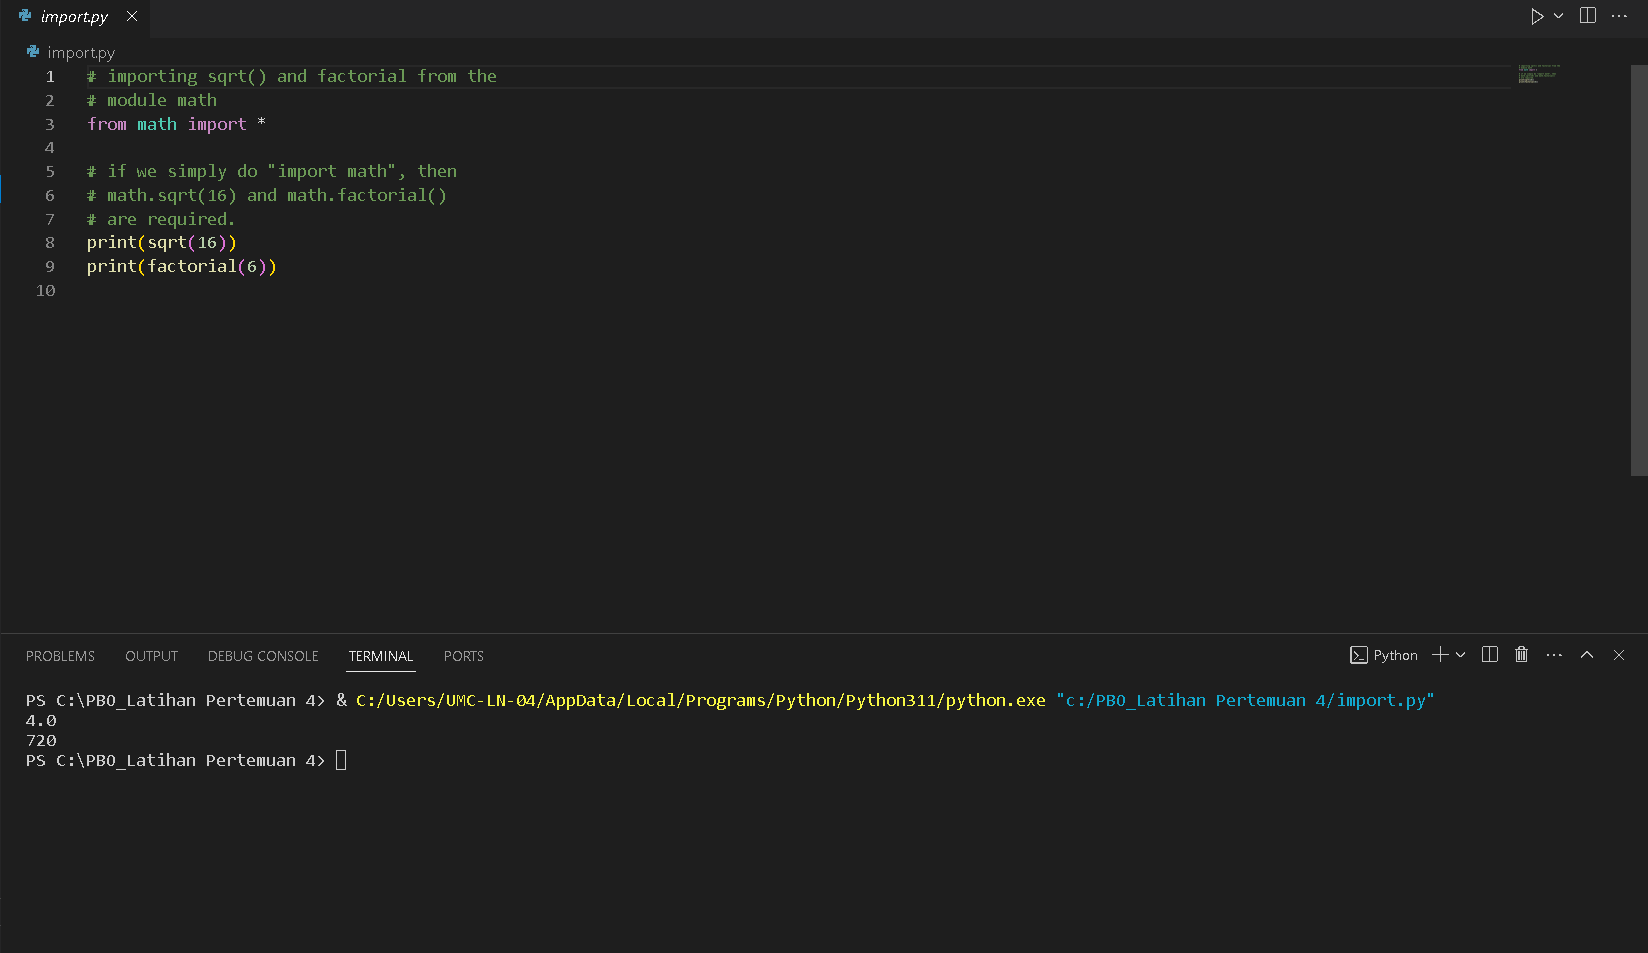 import.py
import.py
1 # importing sqrt() and factorial from the
2 # module math
3 from math import *
4
5 # if we simply do "import math", then
6 # math.sqrt(16) and math.factorial()
7 # are required.
8 print(sqrt(16))
9 print(factorial(6))
10
PROBLEMS OUTPUT DEBUG CONSOLE TERMINAL PORTS Python
PS C:\PBO_Latihan Pertemuan 4> & C:/Users/UMC-LN-04/AppData/Local/Programs/Python/Python311/python.exe "c:/PBO_Latihan Pertemuan 4/import.py"
4.0
720
PS C:\PBO_Latihan Pertemuan 4>